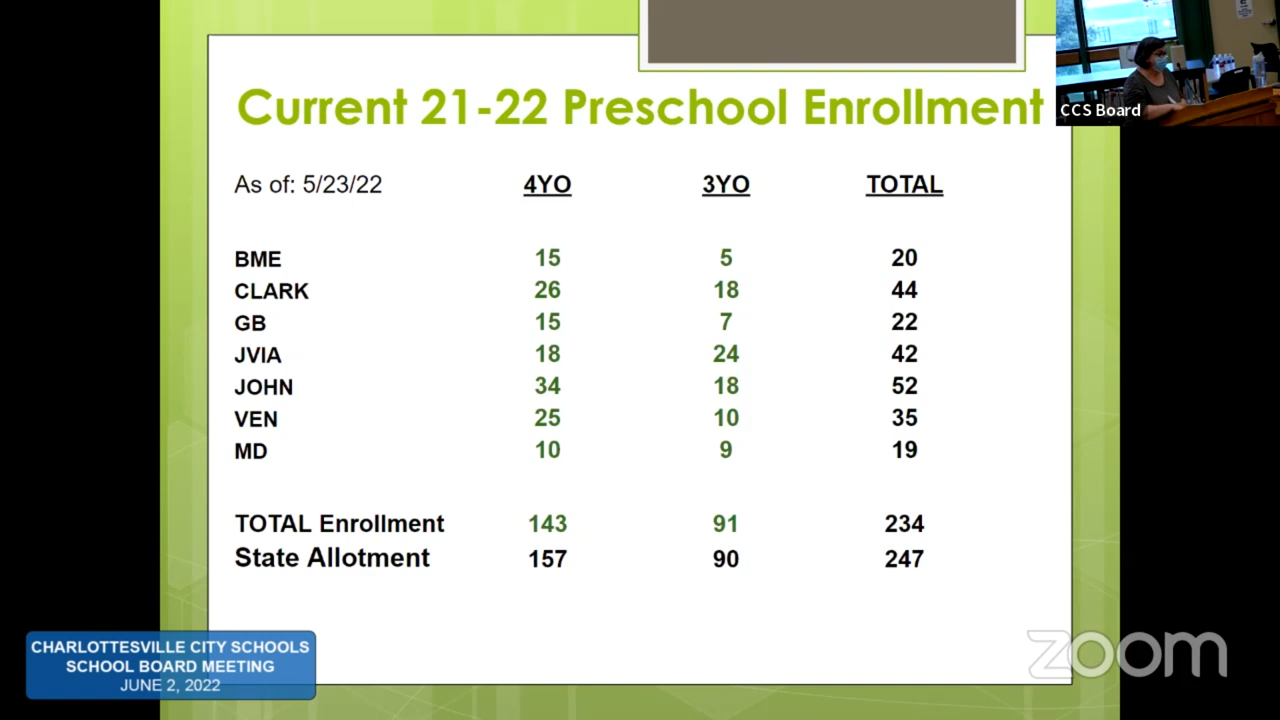 Current 21-22 Preschool Enrollment
CCS Board
As of: 5/23/22 4YO 3YO TOTAL
BME 15 5 20
CLARK 26 18 44
GB 15 7 22
JVIA 18 24 42
JOHN 34 18 52
VEN 25 10 35
MD 10 9 19
TOTAL Enrollment 143 91 234
State Allotment 157 90 247
CHARLOTTESVILLE CITY SCHOOLS
SCHOOL BOARD MEETING
JUNE 2, 2022
zoom